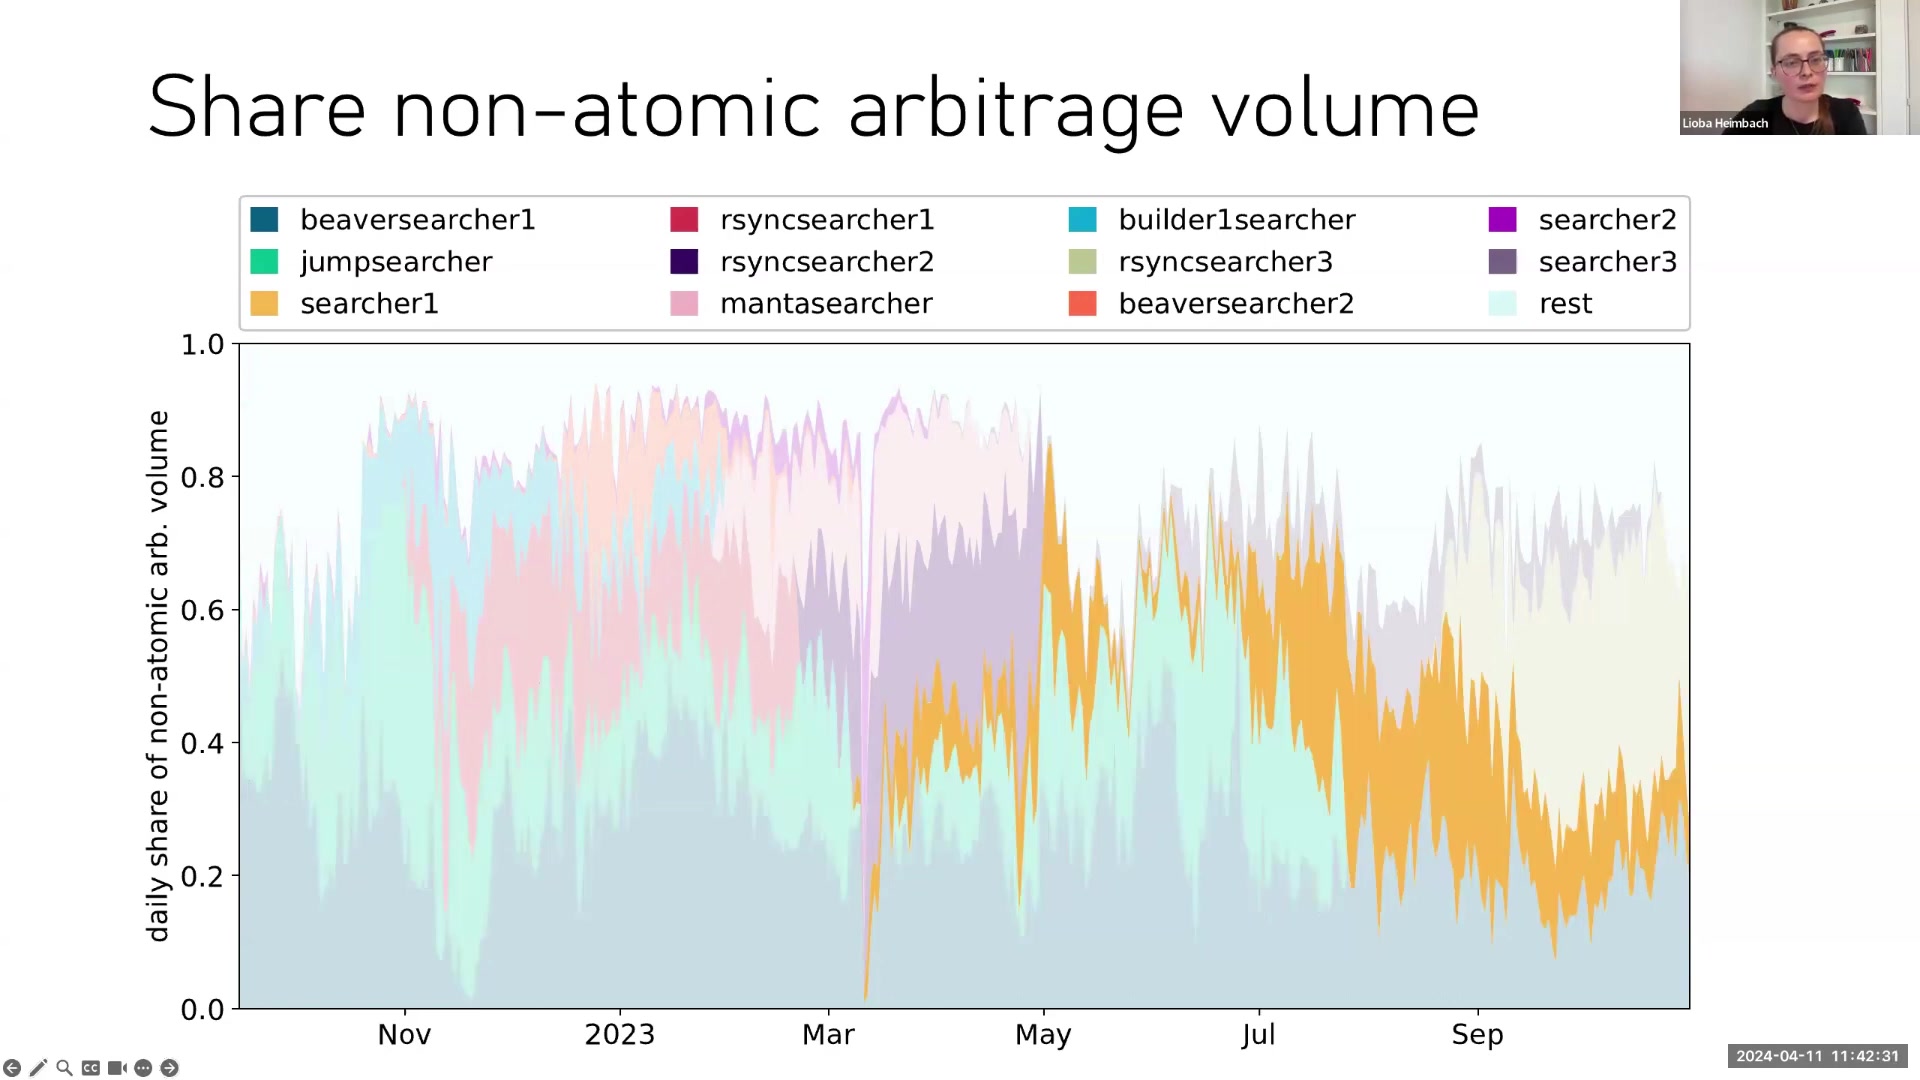 Share non-atomic arbitrage volume
Lioba Heimbach
beaversearcher1 rsyncsearcher1 builder1searcher searcher2
jumpsearcher rsyncsearcher2 rsyncsearcher3 searcher3
searcher1 mantasearcher beaversearcher2 rest
daily share of non-atomic arb. volume
1.0
0.8
0.6
0.4
0.2
0.0
Nov 2023 Mar May Jul Sep
CC
2024-04-11 11:42:31